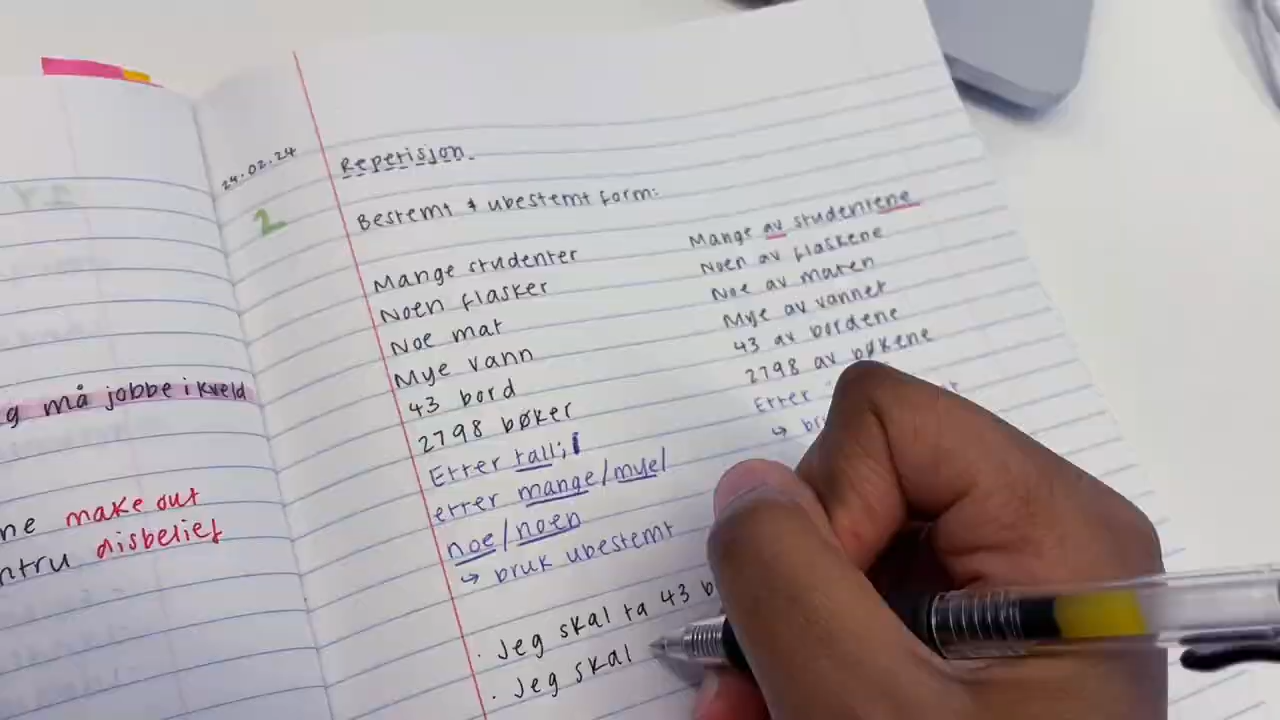 24.02.24
Repetisjon.
2
Bestemt & ubestemt form:
Mange studenter
Noen flasker
Noe mat
Mye vann
43 bord
2798 bøker
Etter tall;
etter mange/mye/
noe/noen
↳ bruk ubestemt
Mange av studentene
Noen av flaskene
Noe av maten
Mye av vannet
43 av bordene
2798 av bøkene
Etter
↳
· Jeg skal ta 43
· Jeg skal
må jobbe i kveld
make out
disbelief